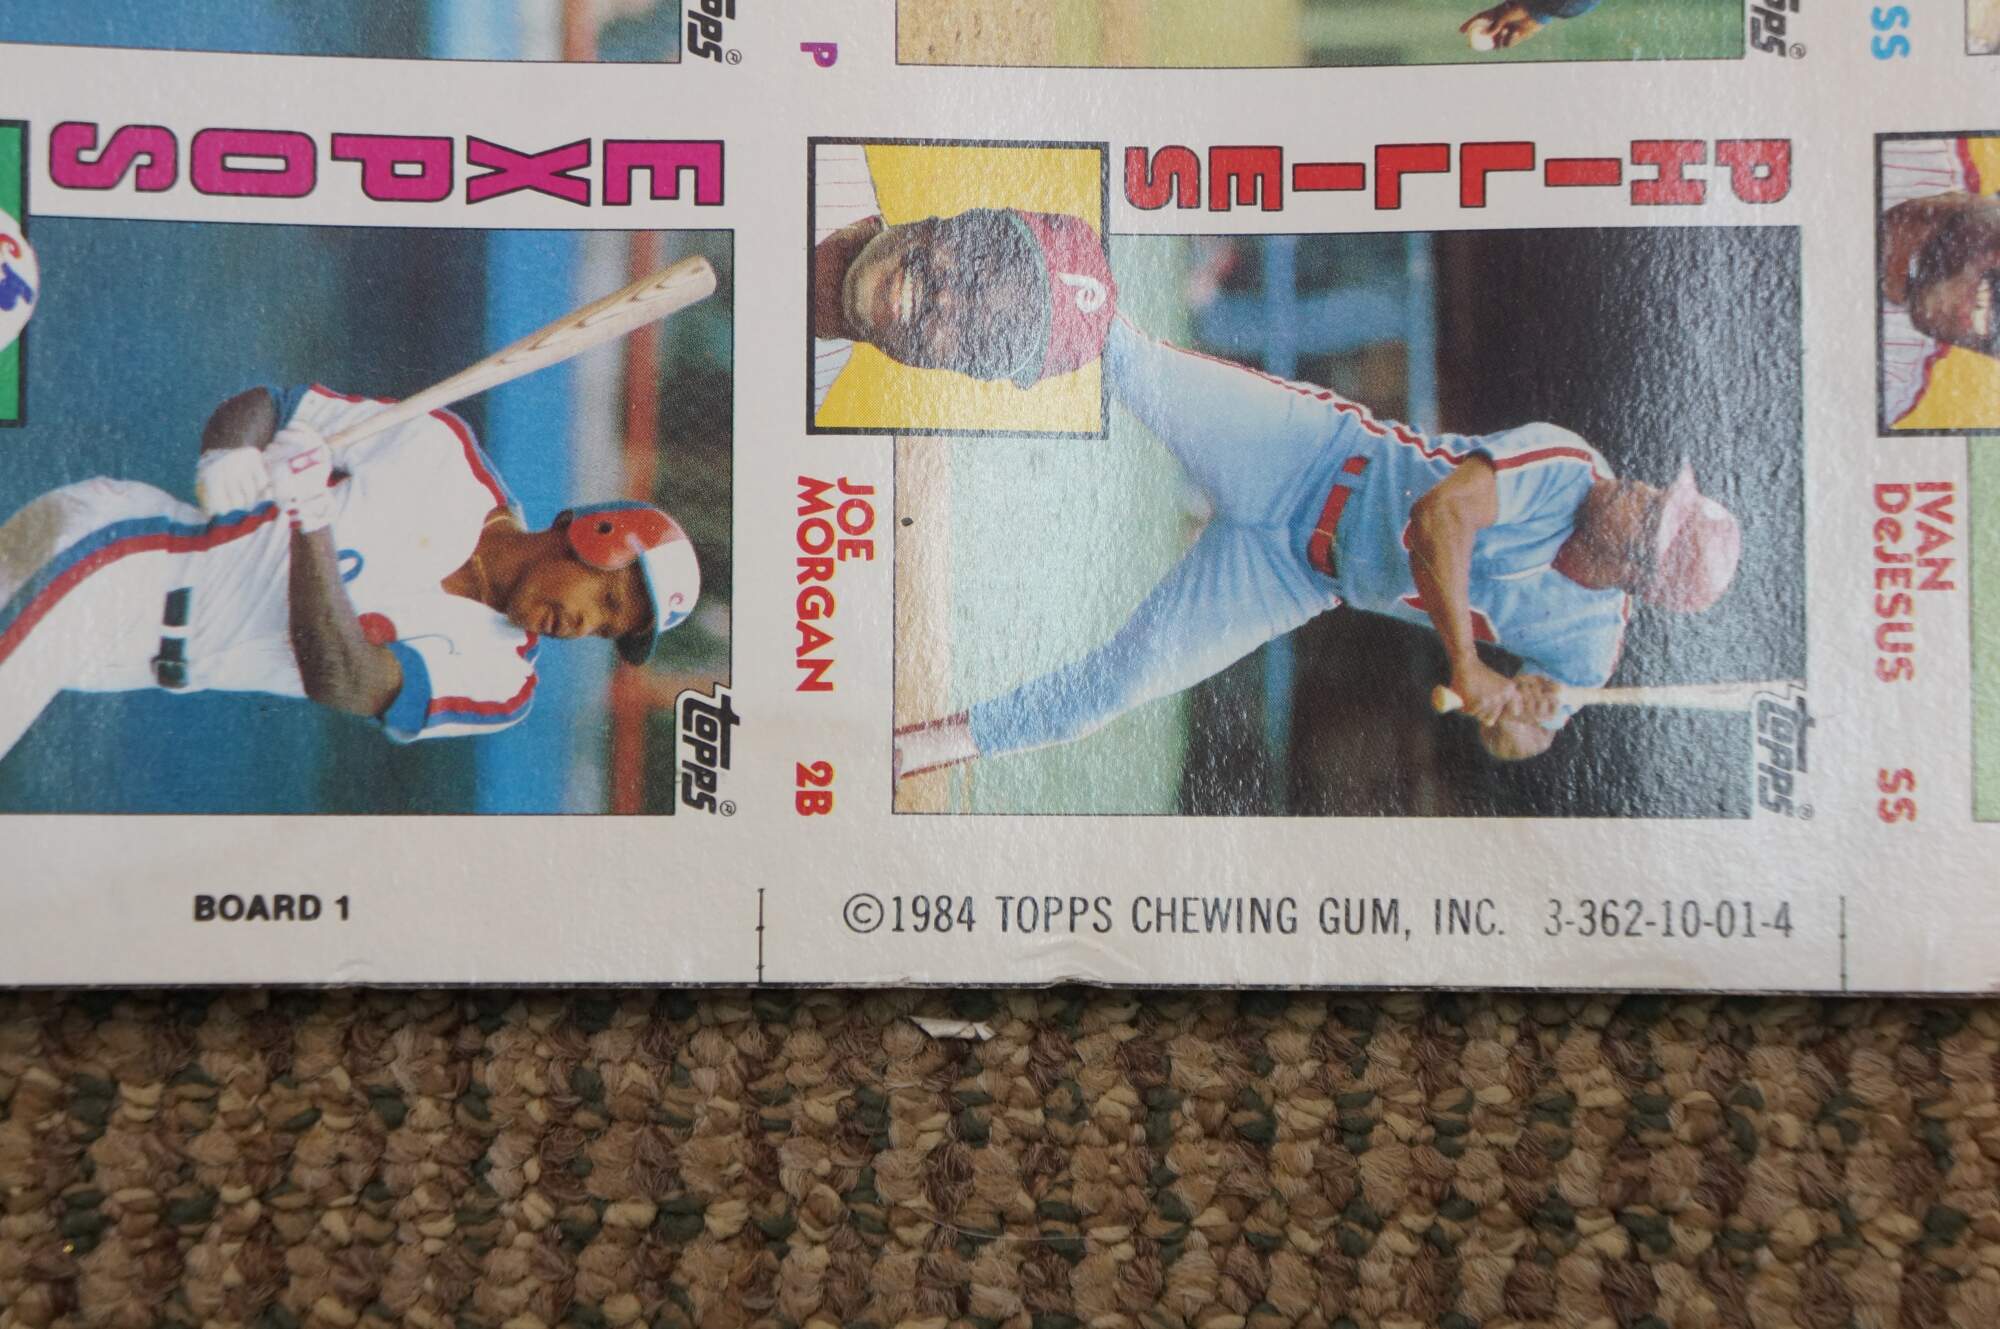 P
SS
EXPOS
topps®
PHILLIES
P
JOE
MORGAN 2B
topps®
IVAN
DeJESUS SS
BOARD 1
©1984 TOPPS CHEWING GUM, INC. 3-362-10-01-4